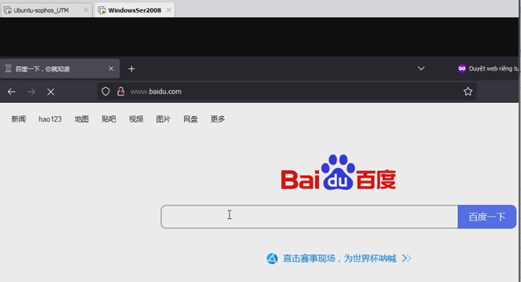 Ubuntu-sophos_UTM
WindowsSer2008
百度一下，你就知道
Duyệt web riêng tư
www.baidu.com
新闻 hao123 地图 贴吧 视频 图片 网盘 更多
Bai du 百度
百度一下
直击赛事现场，为世界杯呐喊